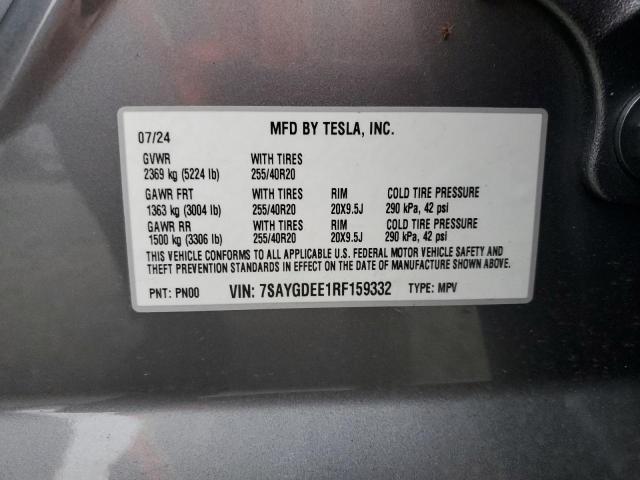 07/24 MFD BY TESLA, INC.
GVWR WITH TIRES
2369 kg (5224 lb) 255/40R20
GAWR FRT WITH TIRES RIM COLD TIRE PRESSURE
1363 kg (3004 lb) 255/40R20 20X9.5J 290 kPa, 42 psi
GAWR RR WITH TIRES RIM COLD TIRE PRESSURE
1500 kg (3306 lb) 255/40R20 20X9.5J 290 kPa, 42 psi
THIS VEHICLE CONFORMS TO ALL APPLICABLE U.S. FEDERAL MOTOR VEHICLE SAFETY AND
THEFT PREVENTION STANDARDS IN EFFECT ON THE DATE OF MANUFACTURE SHOWN ABOVE.
PNT: PN00 VIN: 7SAYGDEE1RF159332 TYPE: MPV